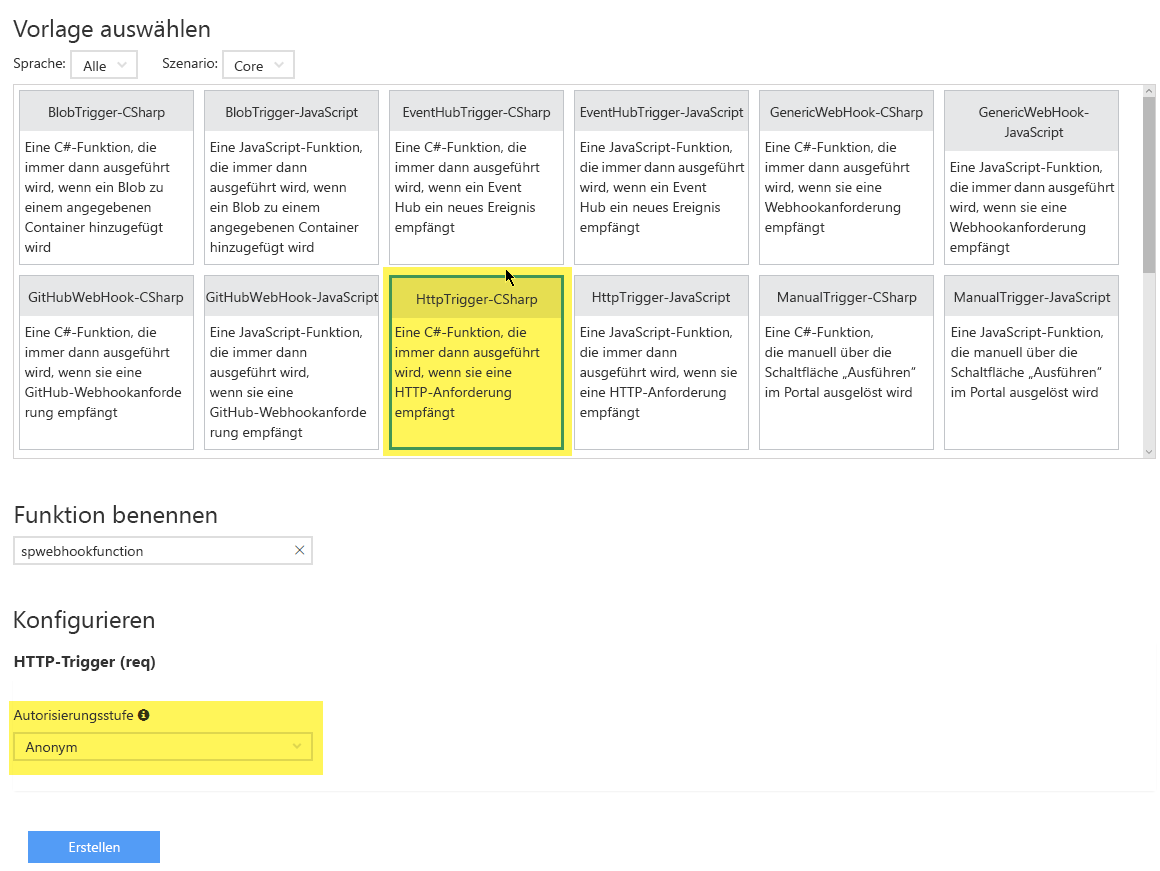 Vorlage auswählen
Sprache: Alle Szenario: Core
BlobTrigger-CSharp
Eine C#-Funktion, die
immer dann ausgeführt
wird, wenn ein Blob zu
einem angegebenen
Container hinzugefügt
wird
BlobTrigger-JavaScript
Eine JavaScript-Funktion,
die immer dann
ausgeführt wird, wenn
ein Blob zu einem
angegebenen Container
hinzugefügt wird
EventHubTrigger-CSharp
Eine C#-Funktion, die
immer dann ausgeführt
wird, wenn ein Event
Hub ein neues Ereignis
empfängt
EventHubTrigger-JavaScript
Eine JavaScript-Funktion,
die immer dann ausgeführt
wird, wenn ein Event
Hub ein neues Ereignis
empfängt
GenericWebHook-CSharp
Eine C#-Funktion, die
immer dann ausgeführt
wird, wenn sie eine
Webhookanforderung
empfängt
GenericWebHook-
JavaScript
Eine JavaScript-Funktion,
die immer dann ausgeführt
wird, wenn sie eine
Webhookanforderung
empfängt
GitHubWebHook-CSharp
Eine C#-Funktion, die
immer dann ausgeführt
wird, wenn sie eine
GitHub-Webhookanforde
rung empfängt
GitHubWebHook-JavaScript
Eine JavaScript-Funktion,
die immer dann
ausgeführt wird,
wenn sie eine
GitHub-Webhookanforde
rung empfängt
HttpTrigger-CSharp
Eine C#-Funktion, die
immer dann ausgeführt
wird, wenn sie eine
HTTP-Anforderung
empfängt
HttpTrigger-JavaScript
Eine JavaScript-Funktion,
die immer dann
ausgeführt wird, wenn sie
eine HTTP-Anforderung
empfängt
ManualTrigger-CSharp
Eine C#-Funktion,
die manuell über die
Schaltfläche „Ausführen“
im Portal ausgelöst wird
ManualTrigger-JavaScript
Eine JavaScript-Funktion,
die manuell über die
Schaltfläche „Ausführen“
im Portal ausgelöst wird
Funktion benennen
spwebhookfunction
Konfigurieren
HTTP-Trigger (req)
Autorisierungsstufe
Anonym
Erstellen